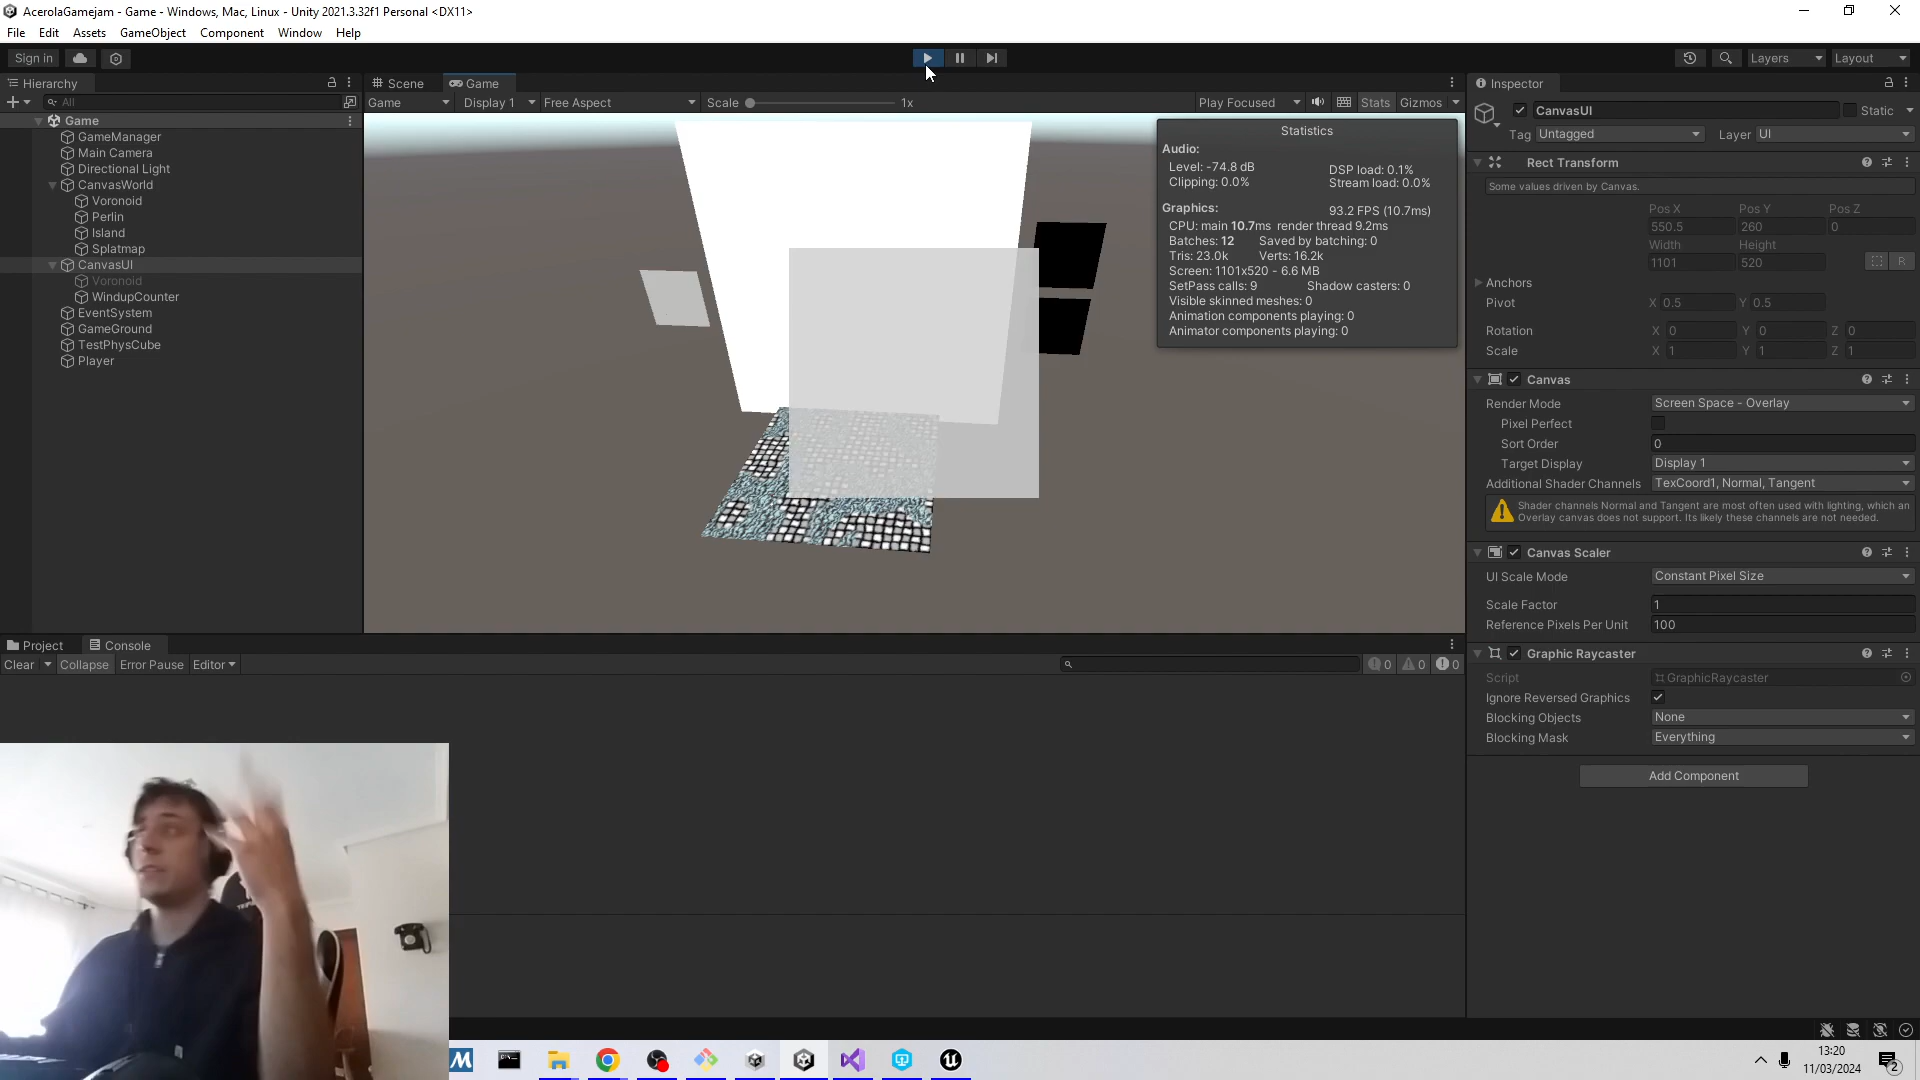 AcerolaGamejam - Game - Windows, Mac, Linux - Unity 2021.3.32f1 Personal <DX11>
File Edit Assets GameObject Component Window Help
Sign in
Layers
Layout
Hierarchy
All
Game
GameManager
Main Camera
Directional Light
CanvasWorld
Voronoid
Perlin
Island
Splatmap
CanvasUI
Voronoid
WindupCounter
EventSystem
GameGround
TestPhysCube
Player
Scene
Game
Game Display 1 Free Aspect Scale 1x Play Focused Stats Gizmos
Statistics
Audio:
Level: -74.8 dB DSP load: 0.1%
Clipping: 0.0% Stream load: 0.0%
Graphics: 93.2 FPS (10.7ms)
CPU: main 10.7ms render thread 9.2ms
Batches: 12 Saved by batching: 0
Tris: 23.0k Verts: 16.2k
Screen: 1101x520 - 6.6 MB
SetPass calls: 9 Shadow casters: 0
Visible skinned meshes: 0
Animation components playing: 0
Animator components playing: 0
Project
Console
Clear Collapse Error Pause Editor
0 0 0
Inspector
CanvasUI Static
Tag Untagged Layer UI
Rect Transform
Some values driven by Canvas.
Pos X Pos Y Pos Z
550.5 260 0
Width Height
1101 520 R
Anchors
Pivot X 0.5 Y 0.5
Rotation X 0 Y 0 Z 0
Scale X 1 Y 1 Z 1
Canvas
Render Mode Screen Space - Overlay
Pixel Perfect
Sort Order 0
Target Display Display 1
Additional Shader Channels TexCoord1, Normal, Tangent
Shader channels Normal and Tangent are most often used with lighting, which an
Overlay canvas does not support. Its likely these channels are not needed.
Canvas Scaler
UI Scale Mode Constant Pixel Size
Scale Factor 1
Reference Pixels Per Unit 100
Graphic Raycaster
Script GraphicRaycaster
Ignore Reversed Graphics
Blocking Objects None
Blocking Mask Everything
Add Component
13:20
11/03/2024
2